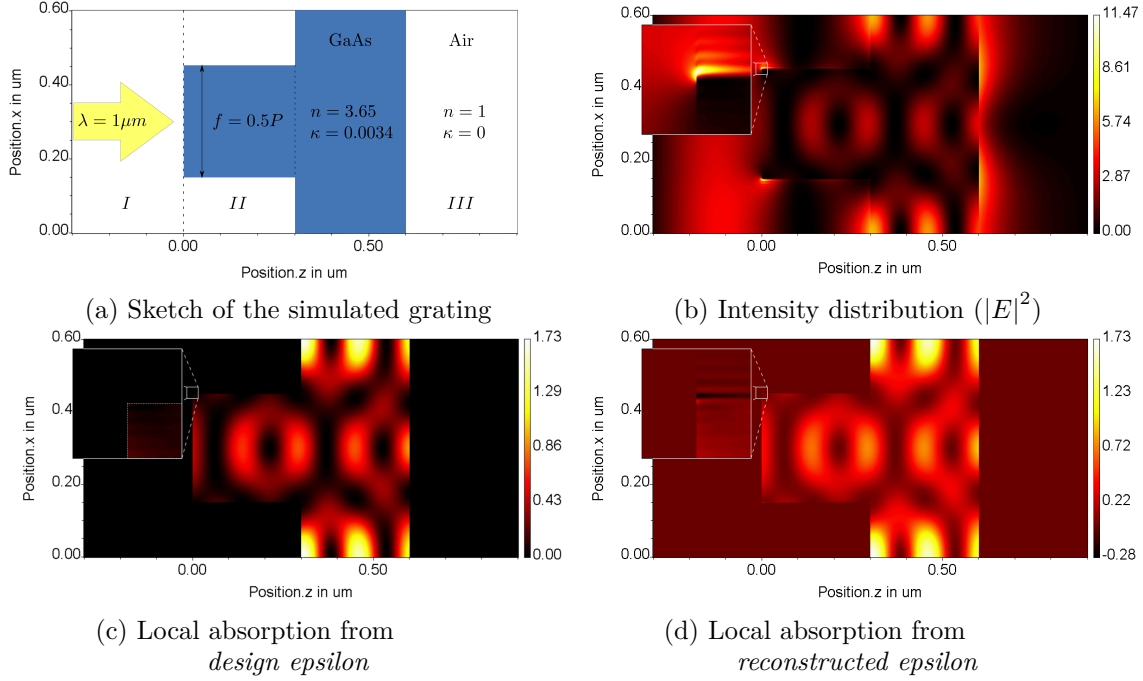 0.60
0.40
0.20
0.00
Position.x in um
GaAs
Air
λ = 1μm
f = 0.5P
n = 3.65
κ = 0.0034
n = 1
κ = 0
I
II
III
0.00
0.50
Position.z in um
(a) Sketch of the simulated grating
0.60
0.40
0.20
0.00
Position.x in um
0.00
0.50
Position.z in um
11.47
8.61
5.74
2.87
0.00
(b) Intensity distribution (|E|²)
0.60
0.40
0.20
0.00
Position.x in um
0.00
0.50
Position.z in um
1.73
1.29
0.86
0.43
0.00
(c) Local absorption from
design epsilon
0.60
0.40
0.20
0.00
Position.x in um
0.00
0.50
Position.z in um
1.73
1.23
0.72
0.22
-0.28
(d) Local absorption from
reconstructed epsilon